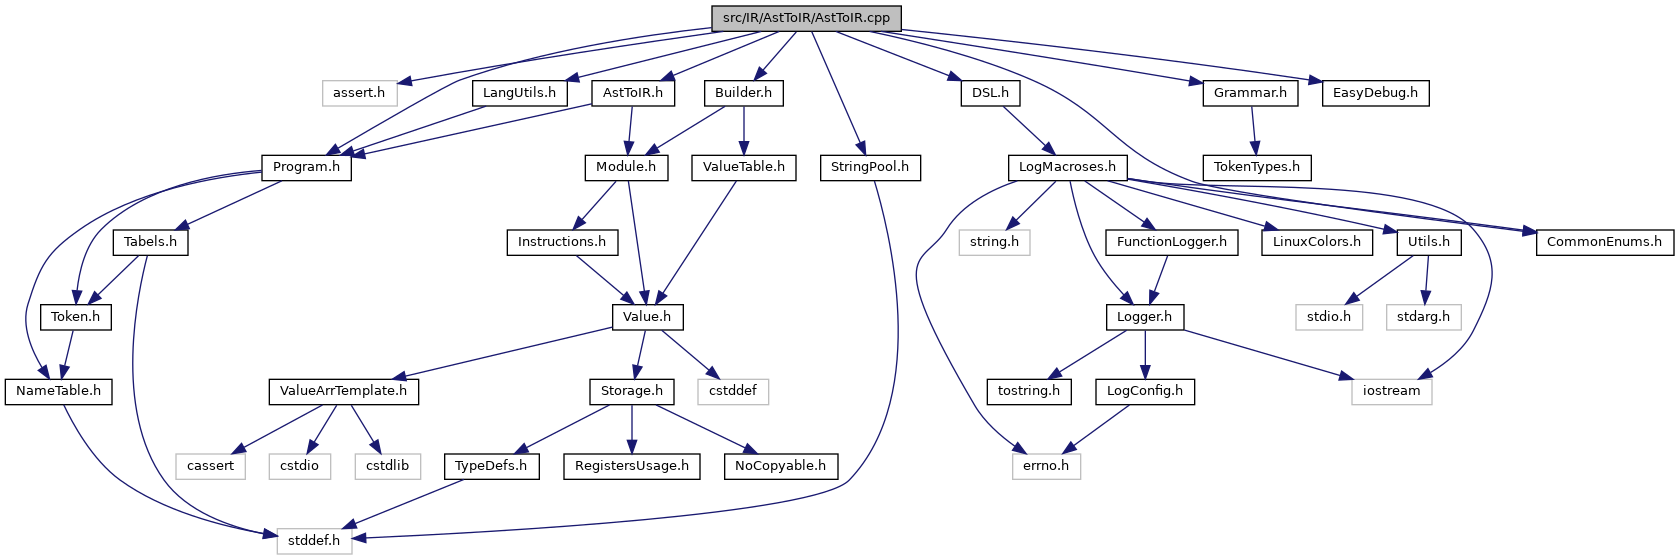 src/IR/AstToIR/AstToIR.cpp
assert.h
LangUtils.h
AstToIR.h
Builder.h
DSL.h
Grammar.h
EasyDebug.h
Program.h
Module.h
ValueTable.h
StringPool.h
LogMacroses.h
TokenTypes.h
Tabels.h
Instructions.h
string.h
FunctionLogger.h
LinuxColors.h
Utils.h
CommonEnums.h
Token.h
Value.h
Logger.h
stdio.h
stdarg.h
NameTable.h
ValueArrTemplate.h
Storage.h
cstddef
tostring.h
LogConfig.h
iostream
cassert
cstdio
cstdlib
TypeDefs.h
RegistersUsage.h
NoCopyable.h
errno.h
stddef.h